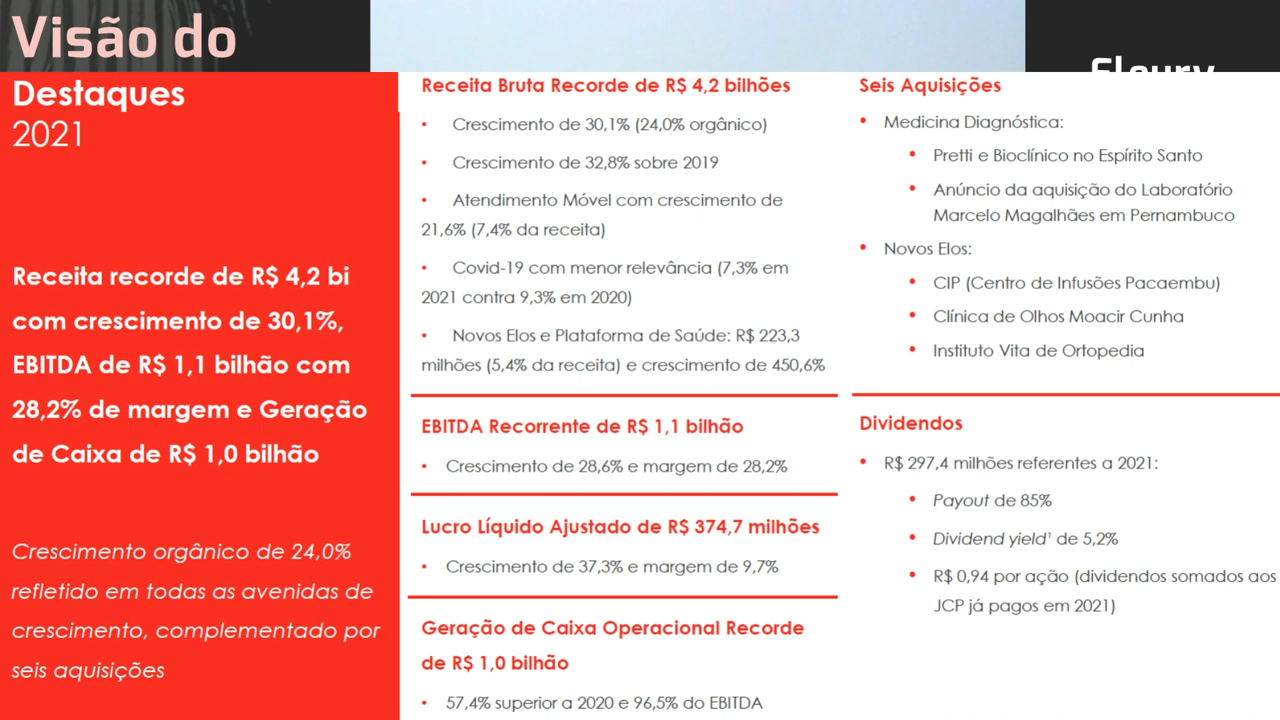 Visão do
Fleury
Destaques
2021
Receita recorde de R$ 4,2 bi
com crescimento de 30,1%,
EBITDA de R$ 1,1 bilhão com
28,2% de margem e Geração
de Caixa de R$ 1,0 bilhão
Crescimento orgânico de 24,0%
refletido em todas as avenidas de
crescimento, complementado por
seis aquisições
Receita Bruta Recorde de R$ 4,2 bilhões
• Crescimento de 30,1% (24,0% orgânico)
• Crescimento de 32,8% sobre 2019
• Atendimento Móvel com crescimento de
21,6% (7,4% da receita)
• Covid-19 com menor relevância (7,3% em
2021 contra 9,3% em 2020)
• Novos Elos e Plataforma de Saúde: R$ 223,3
milhões (5,4% da receita) e crescimento de 450,6%
EBITDA Recorrente de R$ 1,1 bilhão
• Crescimento de 28,6% e margem de 28,2%
Lucro Líquido Ajustado de R$ 374,7 milhões
• Crescimento de 37,3% e margem de 9,7%
Geração de Caixa Operacional Recorde
de R$ 1,0 bilhão
• 57,4% superior a 2020 e 96,5% do EBITDA
Seis Aquisições
• Medicina Diagnóstica:
• Pretti e Bioclínico no Espírito Santo
• Anúncio da aquisição do Laboratório
Marcelo Magalhães em Pernambuco
• Novos Elos:
• CIP (Centro de Infusões Pacaembu)
• Clínica de Olhos Moacir Cunha
• Instituto Vita de Ortopedia
Dividendos
• R$ 297,4 milhões referentes a 2021:
• Payout de 85%
• Dividend yield¹ de 5,2%
• R$ 0,94 por ação (dividendos somados aos
JCP já pagos em 2021)